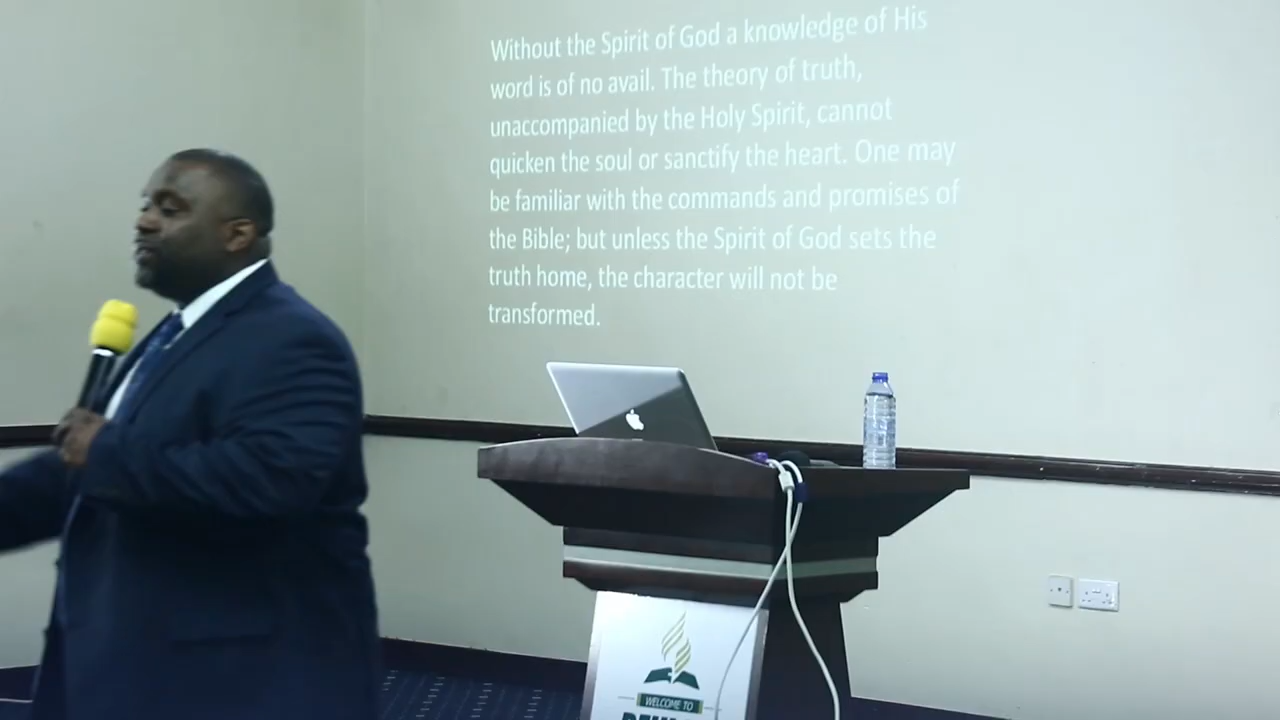 Without the Spirit of God a knowledge of His
word is of no avail. The theory of truth,
unaccompanied by the Holy Spirit, cannot
quicken the soul or sanctify the heart. One may
be familiar with the commands and promises of
the Bible; but unless the Spirit of God sets the
truth home, the character will not be
transformed.
WELCOME TO